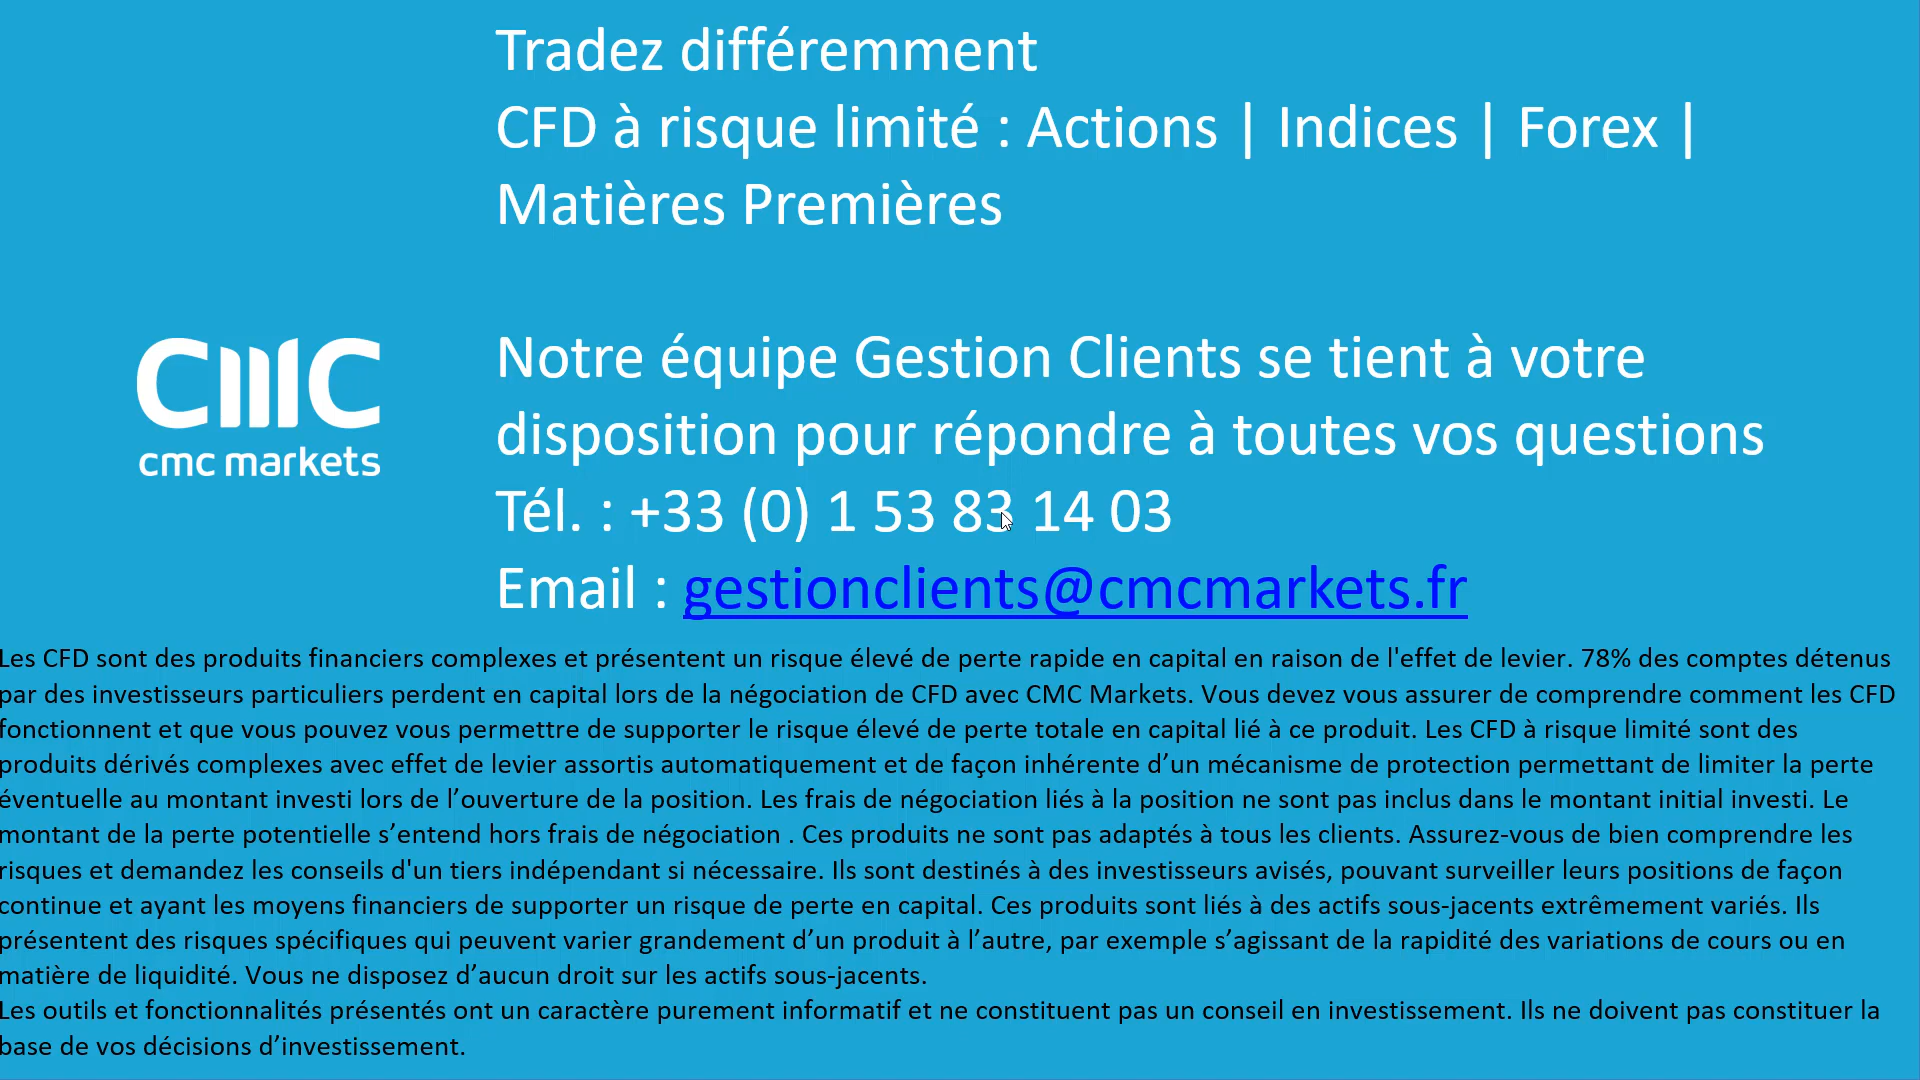 Tradez différemment
CFD à risque limité : Actions | Indices | Forex |
Matières Premières
CMC
cmc markets
Notre équipe Gestion Clients se tient à votre
disposition pour répondre à toutes vos questions
Tél. : +33 (0) 1 53 83 14 03
Email : gestionclients@cmcmarkets.fr
Les CFD sont des produits financiers complexes et présentent un risque élevé de perte rapide en capital en raison de l'effet de levier. 78% des comptes détenus
par des investisseurs particuliers perdent en capital lors de la négociation de CFD avec CMC Markets. Vous devez vous assurer de comprendre comment les CFD
fonctionnent et que vous pouvez vous permettre de supporter le risque élevé de perte totale en capital lié à ce produit. Les CFD à risque limité sont des
produits dérivés complexes avec effet de levier assortis automatiquement et de façon inhérente d’un mécanisme de protection permettant de limiter la perte
éventuelle au montant investi lors de l’ouverture de la position. Les frais de négociation liés à la position ne sont pas inclus dans le montant initial investi. Le
montant de la perte potentielle s’entend hors frais de négociation . Ces produits ne sont pas adaptés à tous les clients. Assurez-vous de bien comprendre les
risques et demandez les conseils d'un tiers indépendant si nécessaire. Ils sont destinés à des investisseurs avisés, pouvant surveiller leurs positions de façon
continue et ayant les moyens financiers de supporter un risque de perte en capital. Ces produits sont liés à des actifs sous-jacents extrêmement variés. Ils
présentent des risques spécifiques qui peuvent varier grandement d’un produit à l’autre, par exemple s’agissant de la rapidité des variations de cours ou en
matière de liquidité. Vous ne disposez d’aucun droit sur les actifs sous-jacents.
Les outils et fonctionnalités présentés ont un caractère purement informatif et ne constituent pas un conseil en investissement. Ils ne doivent pas constituer la
base de vos décisions d’investissement.